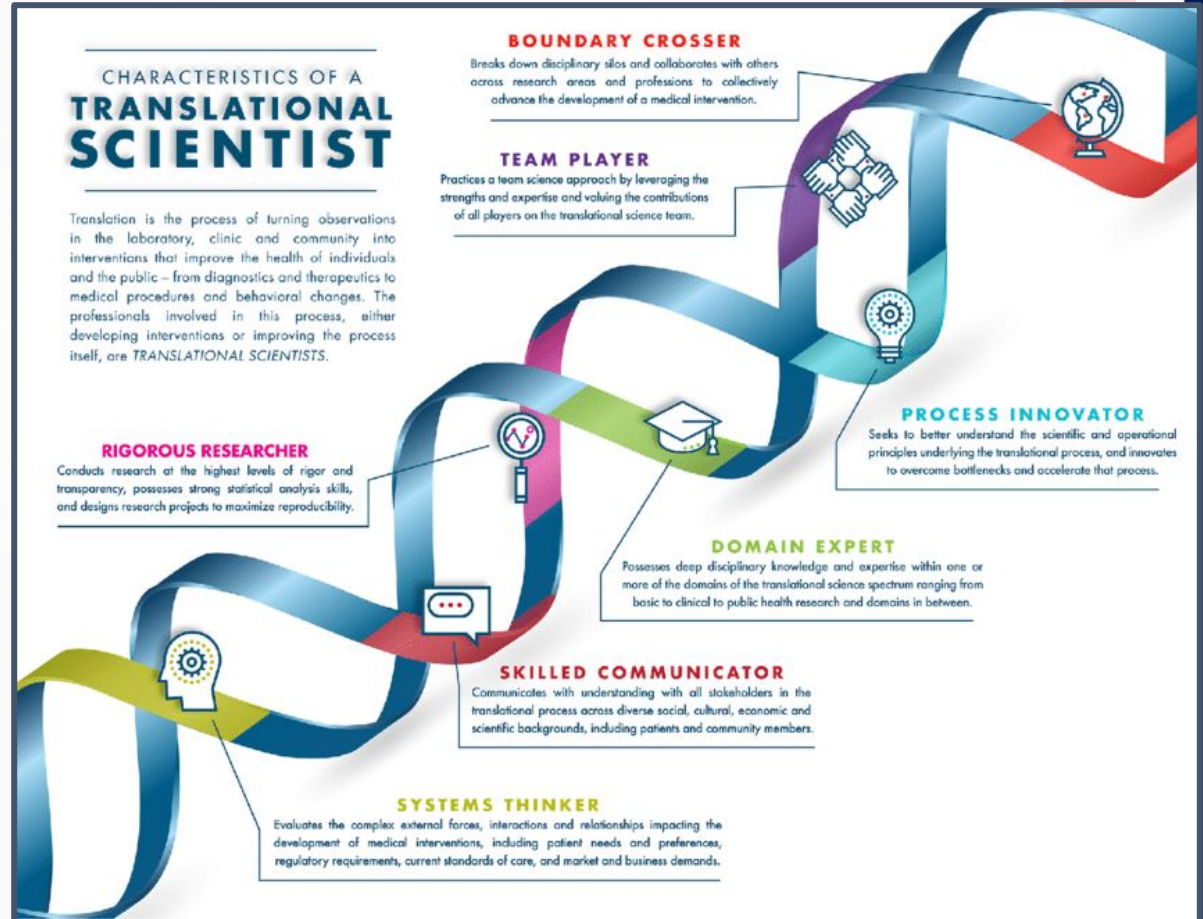 CHARACTERISTICS OF A
TRANSLATIONAL
SCIENTIST
Translation is the process of turning observations
in the laboratory, clinic and community into
interventions that improve the health of individuals
and the public – from diagnostics and therapeutics to
medical procedures and behavioral changes. The
professionals involved in this process, either
developing interventions or improving the process
itself, are TRANSLATIONAL SCIENTISTS.
BOUNDARY CROSSER
Breaks down disciplinary silos and collaborates with others
across research areas and professions to collectively
advance the development of a medical intervention.
TEAM PLAYER
Practices a team science approach by leveraging the
strengths and expertise and valuing the contributions
of all players on the translational science team.
PROCESS INNOVATOR
Seeks to better understand the scientific and operational
principles underlying the translational process, and innovates
to overcome bottlenecks and accelerate that process.
RIGOROUS RESEARCHER
Conducts research at the highest levels of rigor and
transparency, possesses strong statistical analysis skills,
and designs research projects to maximize reproducibility.
DOMAIN EXPERT
Possesses deep disciplinary knowledge and expertise within one or
more of the domains of the translational science spectrum ranging from
basic to clinical to public health research and domains in between.
SKILLED COMMUNICATOR
Communicates with understanding with all stakeholders in the
translational process across diverse social, cultural, economic and
scientific backgrounds, including patients and community members.
SYSTEMS THINKER
Evaluates the complex external forces, interactions and relationships impacting the
development of medical interventions, including patient needs and preferences,
regulatory requirements, current standards of care, and market and business demands.